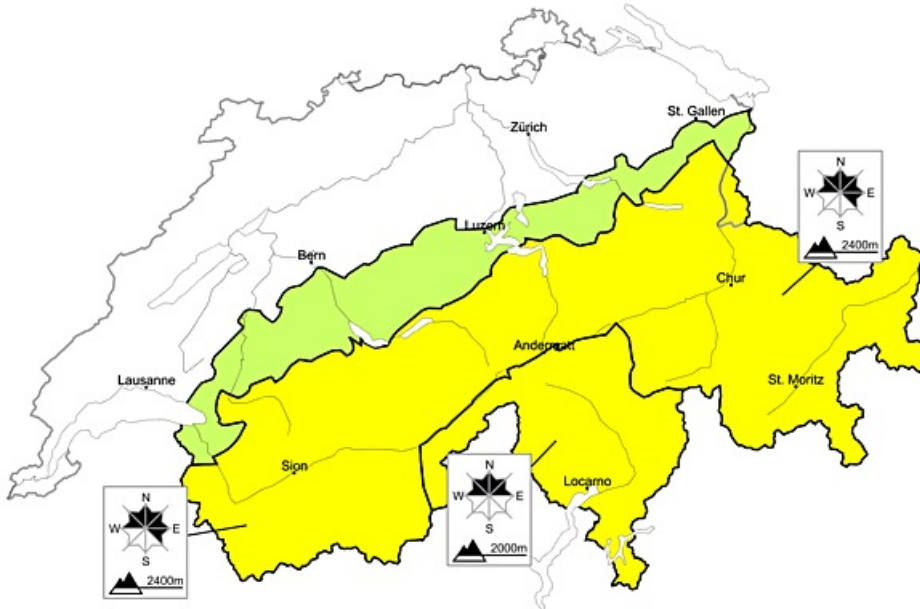 St. Gallen
Zürich
N
W E
S
2400m
Luzern
Bern
Chur
Andermatt
Lausanne
St. Moritz
Sion
N
W E
S
2000m
Locarno
N
W E
S
2400m